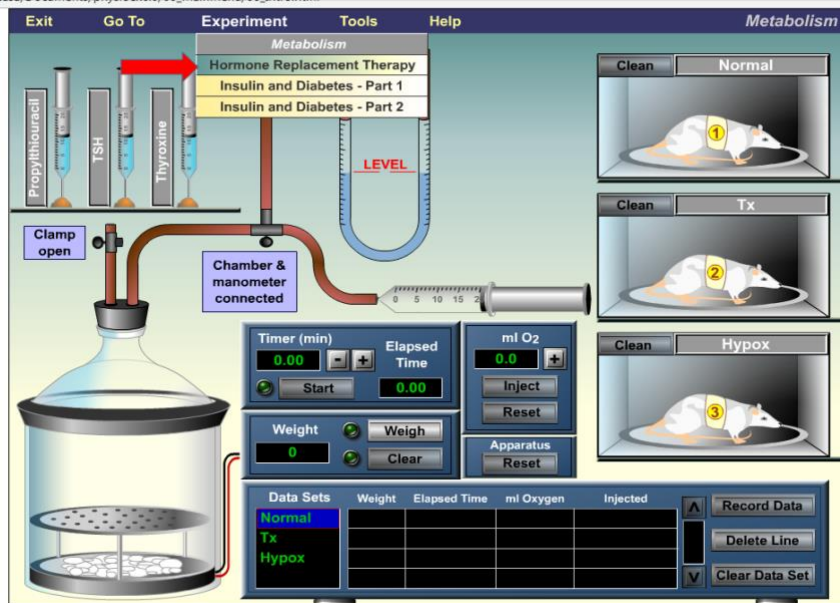 Exit Go To Experiment Tools Help Metabolism
Metabolism
Hormone Replacement Therapy
Insulin and Diabetes - Part 1
Insulin and Diabetes - Part 2
Propylthiouracil
TSH
Thyroxine
LEVEL
Clamp
open
Chamber &
manometer
connected
0 5 10 15
Clean Normal
1
Clean Tx
2
Clean Hypox
3
Timer (min)
0.00 - +
Elapsed
Time
Start 0.00
ml O2
0.0 +
Inject
Reset
Weight Weigh
0 Clear
Apparatus
Reset
Data Sets Weight Elapsed Time ml Oxygen Injected
Normal
Tx
Hypox
Record Data
Delete Line
Clear Data Set